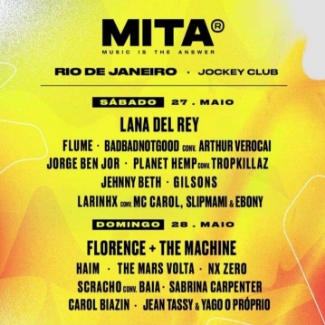 MITA®
MUSIC IS THE ANSWER
RIO DE JANEIRO · JOCKEY CLUB
SÁBADO 27. MAIO
LANA DEL REY
FLUME · BADBADNOTGOOD CONV. ARTHUR VEROCAI
JORGE BEN JOR · PLANET HEMP CONV. TROPKILLAZ
JEHNNY BETH · GILSONS
LARINHX CONV. MC CAROL, SLIPMAMI & EBONY
DOMINGO 28. MAIO
FLORENCE + THE MACHINE
HAIM · THE MARS VOLTA · NX ZERO
SCRACHO CONV. BAIA · SABRINA CARPENTER
CAROL BIAZIN · JEAN TASSY & YAGO O PRÓPRIO